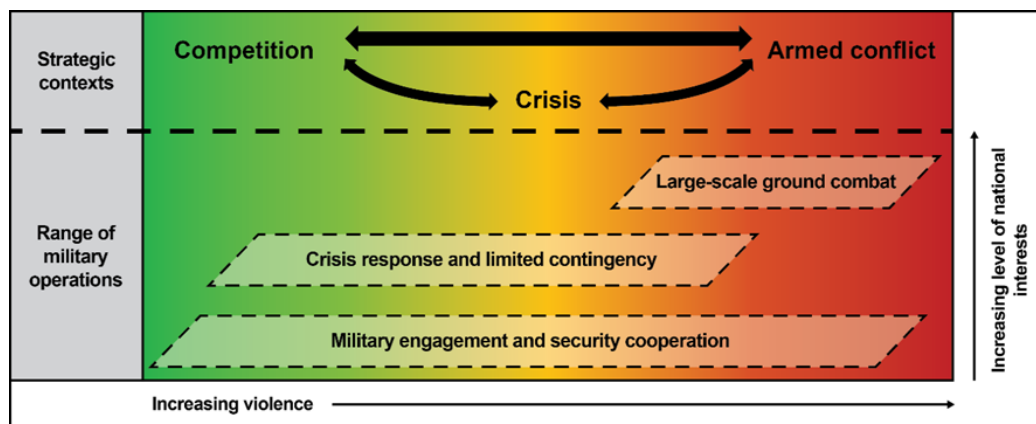 Strategic
contexts
Competition
Armed conflict
Crisis
Range of
military
operations
Large-scale ground combat
Crisis response and limited contingency
Military engagement and security cooperation
Increasing level of national
interests
Increasing violence